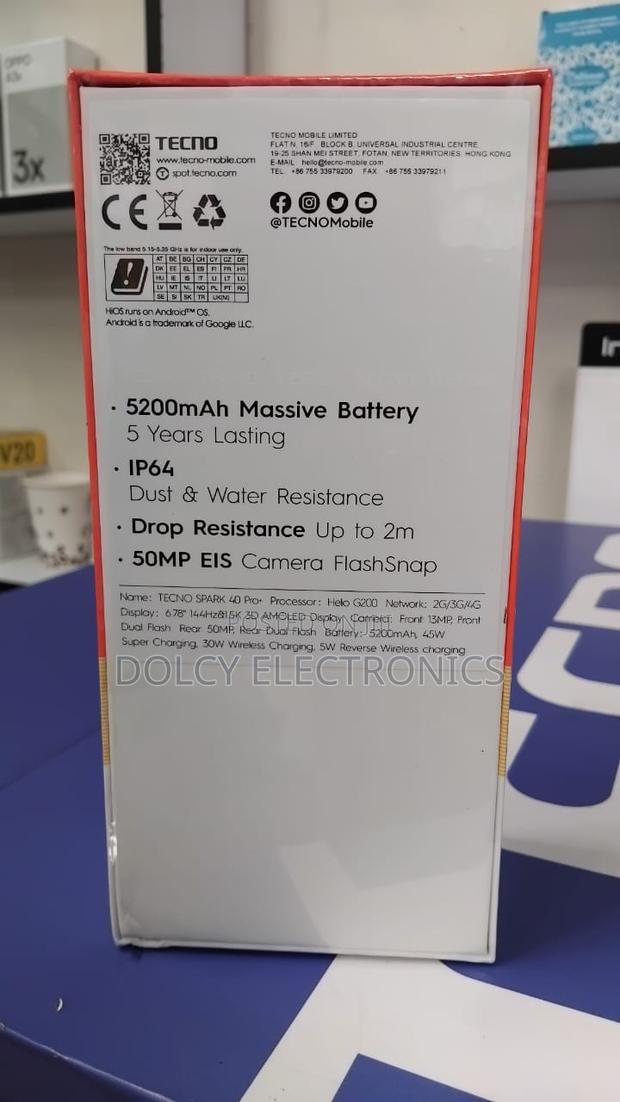 OPPO
A3x
3x
TECNO
www.tecno-mobile.com
spot.tecno.com
TECNO MOBILE LIMITED
FLAT N, 16/F., BLOCK B, UNIVERSAL INDUSTRIAL CENTRE,
19-25 SHAN MEI STREET, FOTAN, NEW TERRITORIES, HONG KONG
E-MAIL: hello@tecno-mobile.com
TEL: +86 755 33979200 FAX: +86 755 33979211
CE
@TECNOMobile
The low band 5.15-5.35 GHz is for indoor use only.
AT BE BG CH CY CZ DE
DK EE EL ES FI FR HR
HU IE IS IT LI LT LU
LV MT NL NO PL PT RO
SE SI SK TR UK(NI)
HiOS runs on Android™ OS.
Android is a trademark of Google LLC.
V20
· 5200mAh Massive Battery
5 Years Lasting
· IP64
Dust & Water Resistance
· Drop Resistance Up to 2m
· 50MP EIS Camera FlashSnap
Name: TECNO SPARK 40 Pro+ Processor: Helio G200 Network: 2G/3G/4G
Display: 6.78" 144Hz&1.5K 3D AMOLED Display Camera: Front 13MP, Front
Dual Flash Rear 50MP, Rear Dual Flash Battery: 5200mAh, 45W
Super Charging, 30W Wireless Charging, 5W Reverse Wireless charging
DOLCY ELECTRONICS